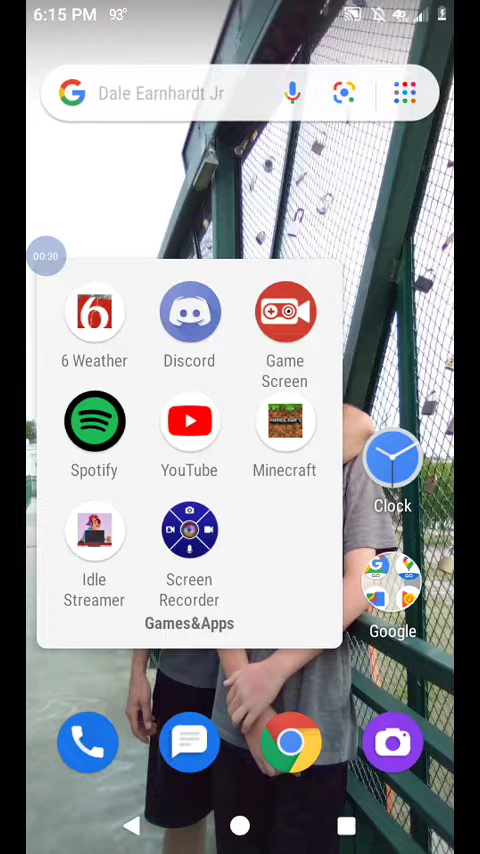 6:15 PM 93°
4G
Dale Earnhardt Jr
00:30
6 Weather
Discord
Game
Screen
Spotify
YouTube
Minecraft
Clock
Idle
Streamer
Screen
Recorder
Google
Games&Apps